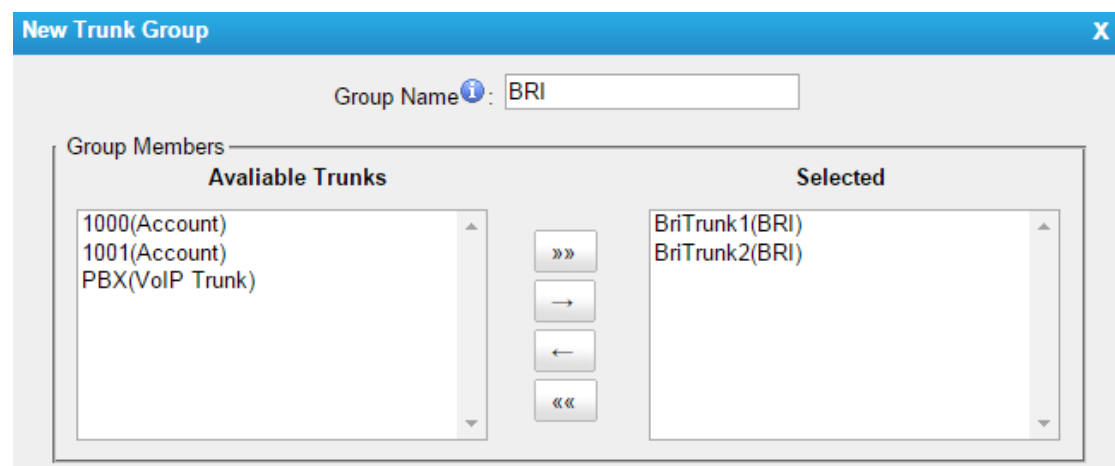 New Trunk Group X
Group Name i : BRI
Group Members
Avaliable Trunks Selected
1000(Account) BriTrunk1(BRI)
1001(Account) »» BriTrunk2(BRI)
PBX(VoIP Trunk)
→
←
««